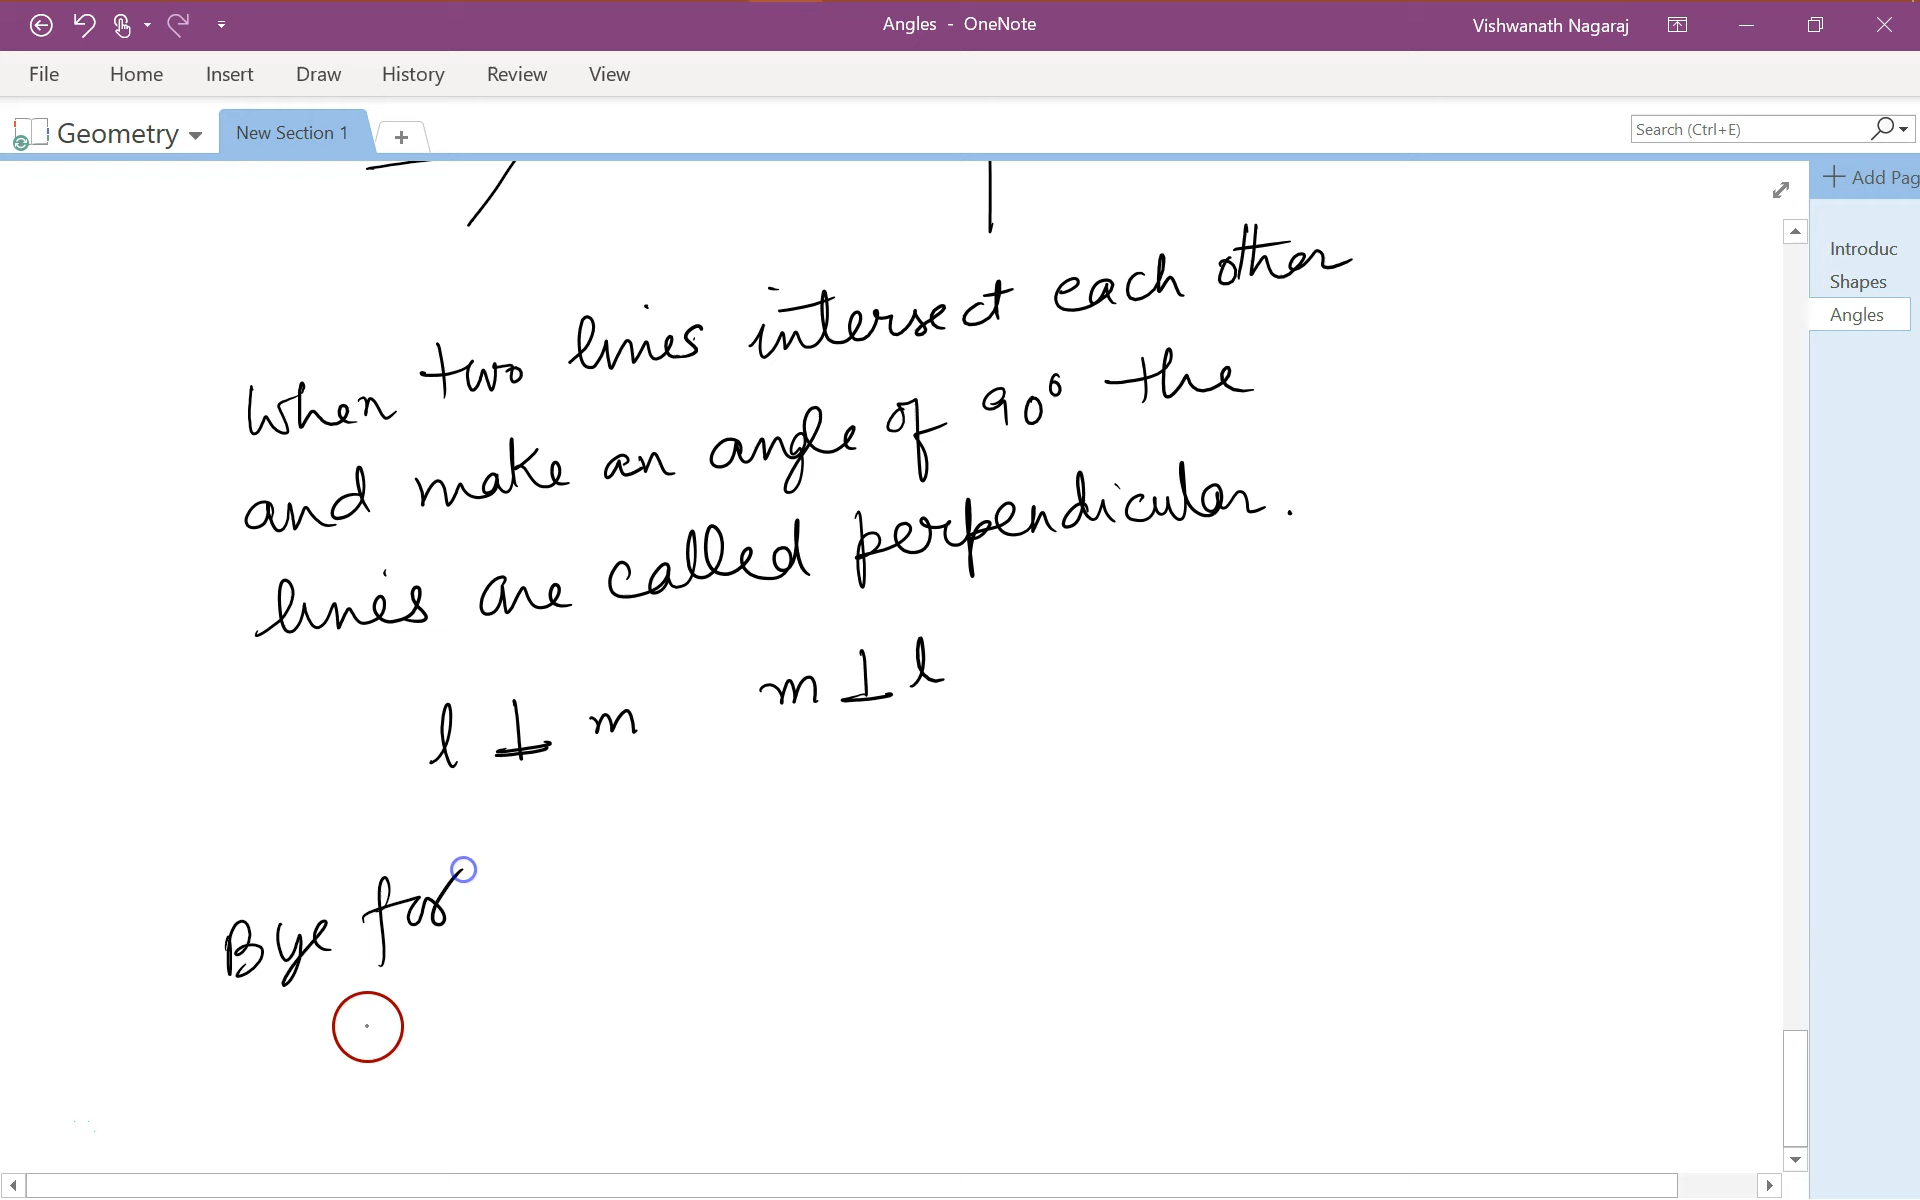 Angles - OneNote
Vishwanath Nagaraj
File Home Insert Draw History Review View
Geometry
New Section 1
+
Search (Ctrl+E)
Add Pag
Introduc
Shapes
Angles
When two lines intersect each other
and make an angle of 90° the
lines are called perpendicular.
l ⊥ m m ⊥ l
Bye for